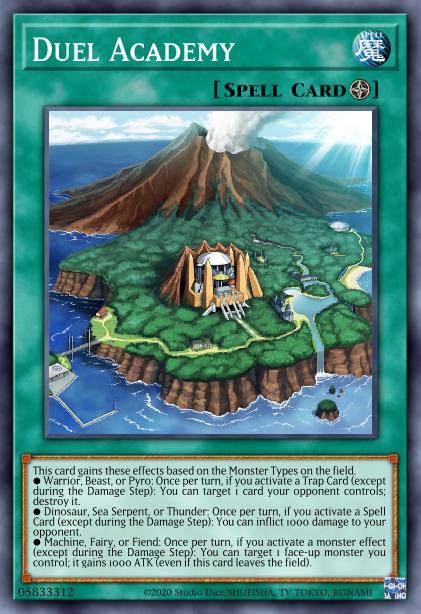 DUEL ACADEMY
SPELL
魔
[SPELL CARD]
This card gains these effects based on the Monster Types on the field.
● Warrior, Beast, or Pyro: Once per turn, if you activate a Trap Card (except
during the Damage Step): You can target 1 card your opponent controls;
destroy it.
● Dinosaur, Sea Serpent, or Thunder: Once per turn, if you activate a Spell
Card (except during the Damage Step): You can inflict 1000 damage to your
opponent.
● Machine, Fairy, or Fiend: Once per turn, if you activate a monster effect
(except during the Damage Step): You can target 1 face-up monster you
control; it gains 1000 ATK (even if this card leaves the field).
05833312
©2020 Studio Dice/SHUEISHA, TV TOKYO, KONAMI